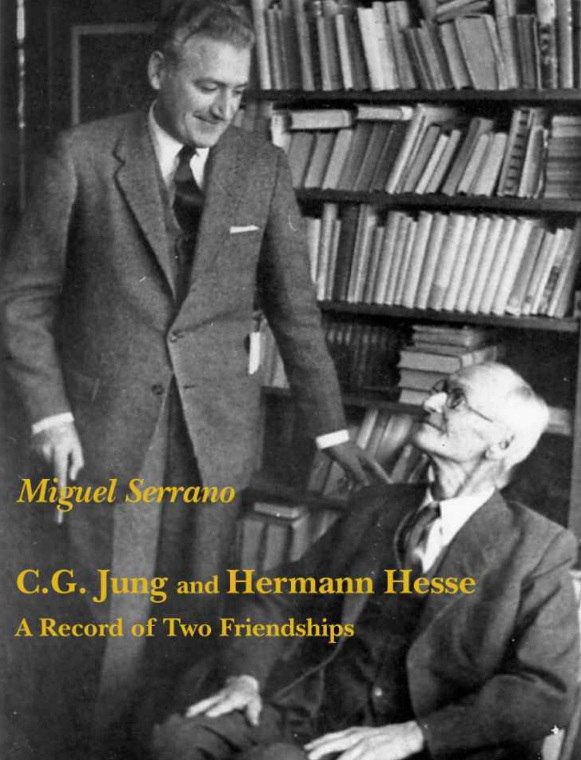 Miguel Serrano
C.G. Jung and Hermann Hesse
A Record of Two Friendships